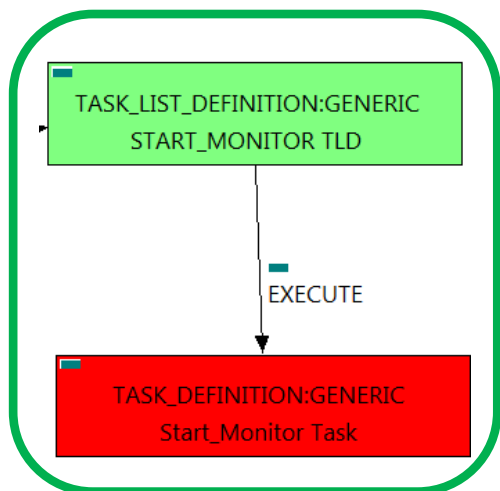 TASK_LIST_DEFINITION:GENERIC
START_MONITOR TLD
EXECUTE
TASK_DEFINITION:GENERIC
Start_Monitor Task